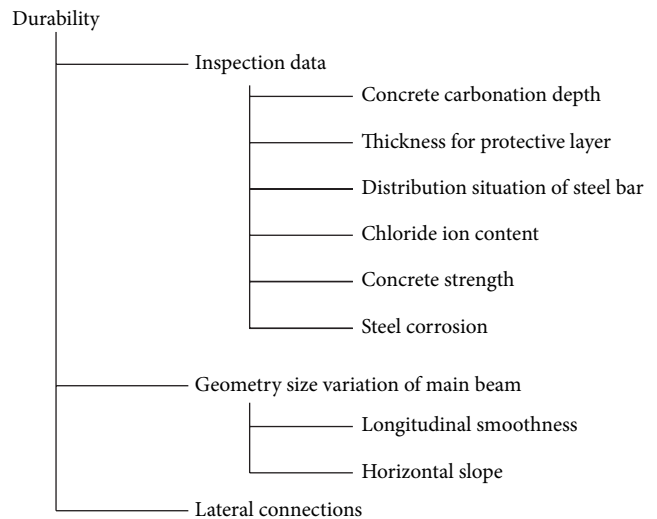 Durability
Inspection data
Concrete carbonation depth
Thickness for protective layer
Distribution situation of steel bar
Chloride ion content
Concrete strength
Steel corrosion
Geometry size variation of main beam
Longitudinal smoothness
Horizontal slope
Lateral connections